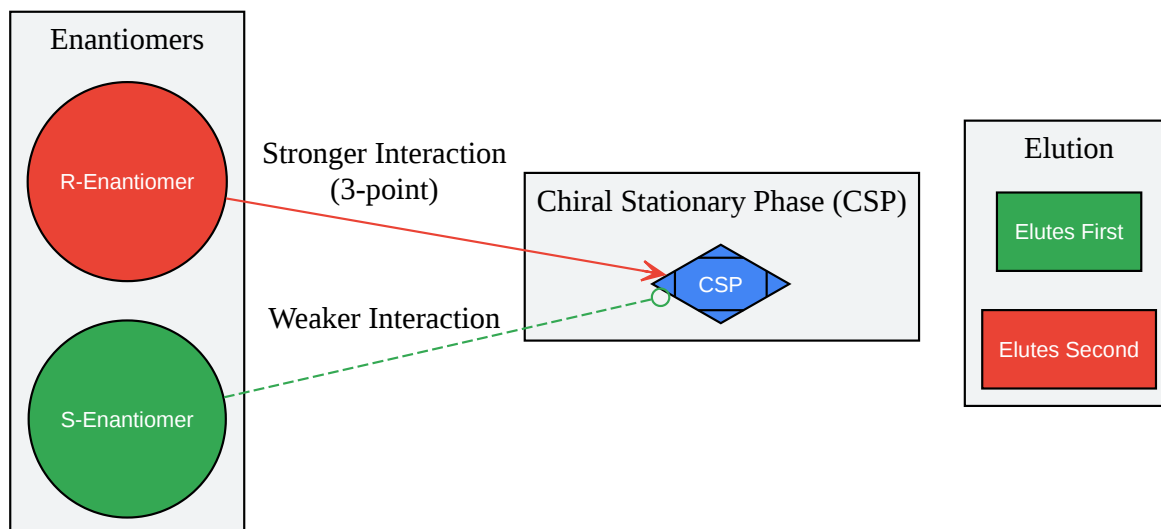 Enantiomers
R-Enantiomer
S-Enantiomer
Stronger Interaction
(3-point)
Weaker Interaction
Chiral Stationary Phase (CSP)
CSP
Elution
Elutes First
Elutes Second